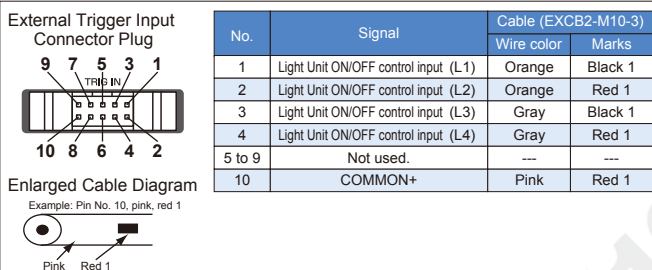 External Trigger Input
Connector Plug
9 7 5 3 1
TRIG IN
10 8 6 4 2
Enlarged Cable Diagram
Example: Pin No. 10, pink, red 1
Pink Red 1
No. Signal Cable (EXCB2-M10-3)
Wire color Marks
1 Light Unit ON/OFF control input (L1) Orange Black 1
2 Light Unit ON/OFF control input (L2) Orange Red 1
3 Light Unit ON/OFF control input (L3) Gray Black 1
4 Light Unit ON/OFF control input (L4) Gray Red 1
5 to 9 Not used. --- ---
10 COMMON+ Pink Red 1